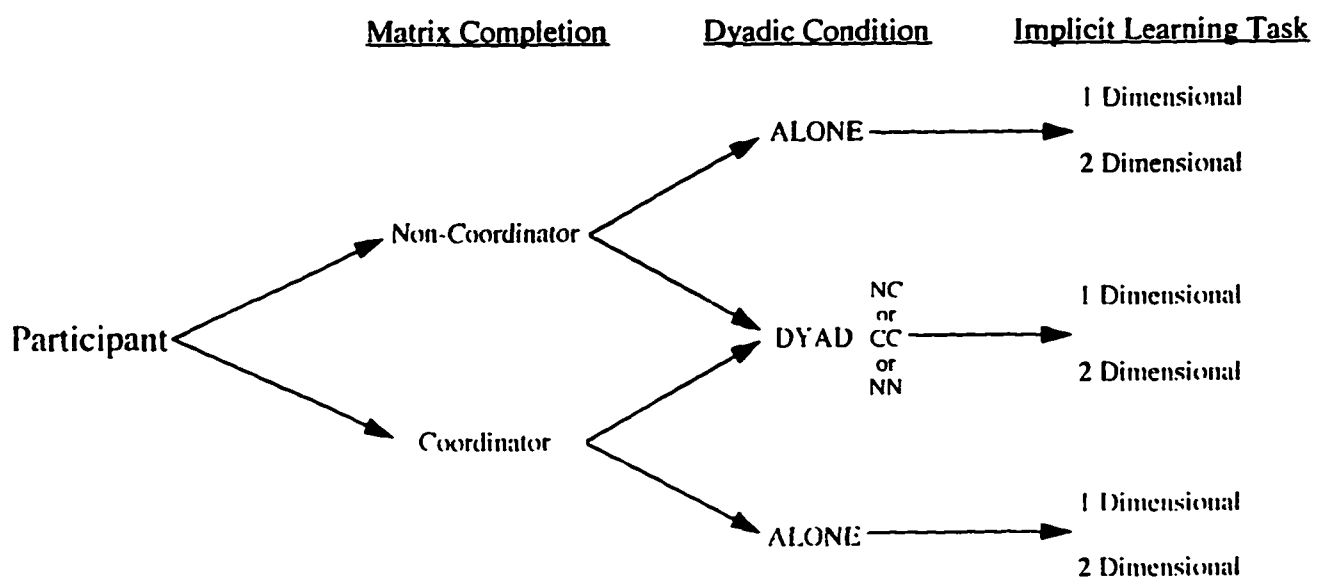 Matrix Completion
Dyadic Condition
Implicit Learning Task
1 Dimensional
ALONE
2 Dimensional
Non-Coordinator
NC
1 Dimensional
or
Participant
DYAD CC
or
2 Dimensional
NN
Coordinator
1 Dimensional
ALONE
2 Dimensional